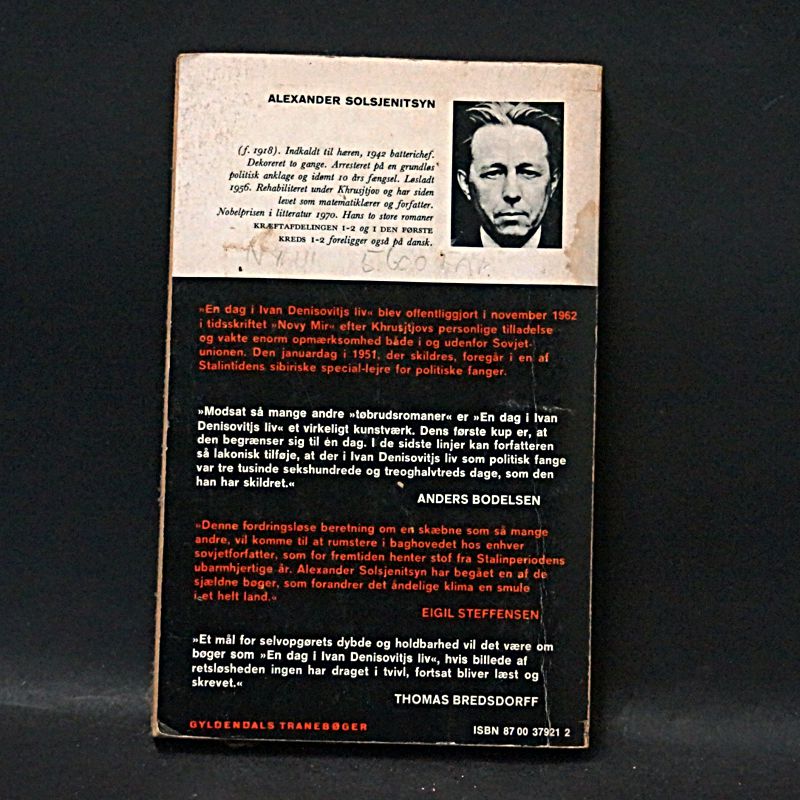 ALEXANDER SOLSJENITSYN
(f. 1918). Indkaldt til hæren, 1942 batterichef.
Dekoreret to gange. Arresteret på en grundløs
politisk anklage og idømt 10 års fængsel. Løsladt
1956. Rehabiliteret under Khrusjtjov og har siden
levet som matematiklærer og forfatter.
Nobelprisen i litteratur 1970. Hans to store romaner
KRÆFTAFDELINGEN 1-2 og I DEN FØRSTE
KREDS 1-2 foreligger også på dansk.
»En dag i Ivan Denisovitjs liv« blev offentliggjort i november 1962
i tidsskriftet »Novy Mir« efter Khrusjtjovs personlige tilladelse
og vakte enorm opmærksomhed både i og udenfor Sovjet-
unionen. Den januardag i 1951, der skildres, foregår i en af
Stalintidens sibiriske special-lejre for politiske fanger.
»Modsat så mange andre »tøbrudsromaner« er »En dag i Ivan
Denisovitjs liv« et virkeligt kunstværk. Dens første kup er, at
den begrænser sig til én dag. I de sidste linjer kan forfatteren
så lakonisk tilføje, at der i Ivan Denisovitjs liv som politisk fange
var tre tusinde sekshundrede og treoghalvtreds dage, som den
han har skildret.«
ANDERS BODELSEN
»Denne fordringsløse beretning om en skæbne som så mange
andre, vil komme til at rumstere i baghovedet hos enhver
sovjetforfatter, som for fremtiden henter stof fra Stalinperiodens
ubarmhjertige år. Alexander Solsjenitsyn har begået en af de
sjældne bøger, som forandrer det åndelige klima en smule
i et helt land.«
EIGIL STEFFENSEN
»Et mål for selvopgørets dybde og holdbarhed vil det være om
bøger som »En dag i Ivan Denisovitjs liv«, hvis billede af
retsløsheden ingen har draget i tvivl, fortsat bliver læst og
skrevet.«
THOMAS BREDSDORFF
GYLDENDALS TRANEBØGER
ISBN 87 00 37921 2